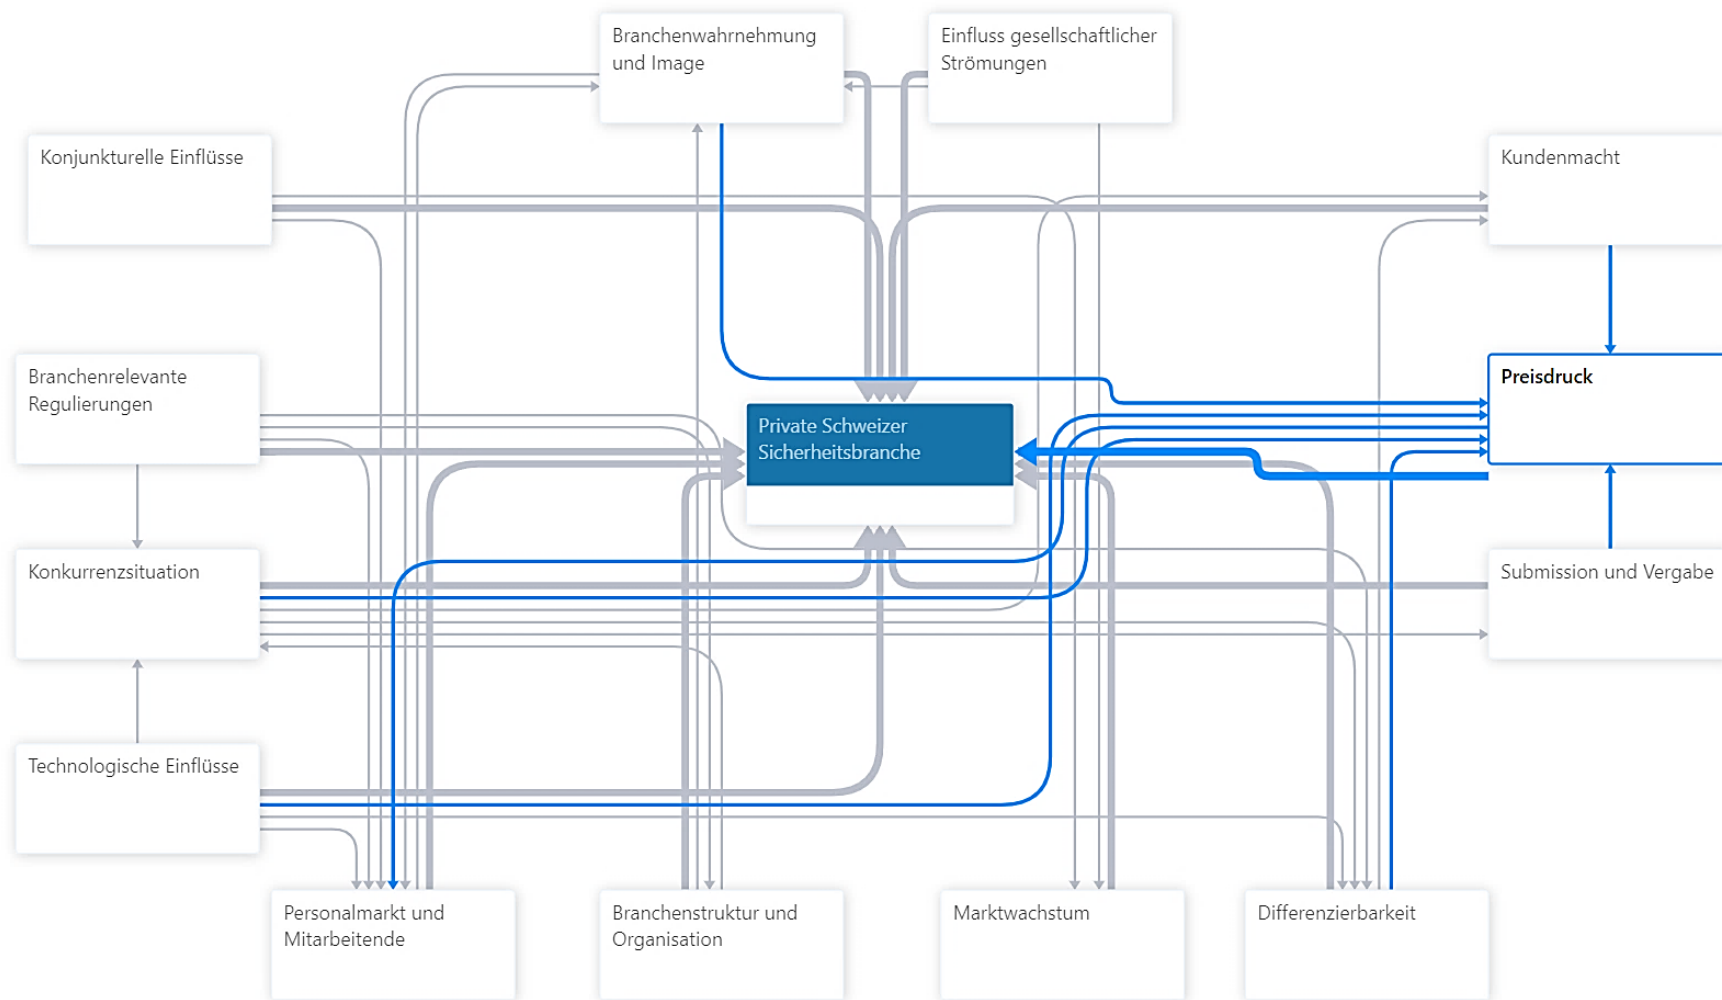 Branchenwahrnehmung
und Image
Einfluss gesellschaftlicher
Strömungen
Konjunkturelle Einflüsse
Kundenmacht
Branchenrelevante
Regulierungen
Preisdruck
Private Schweizer
Sicherheitsbranche
Konkurrenzsituation
Submission und Vergabe
Technologische Einflüsse
Personalmarkt und
Mitarbeitende
Branchenstruktur und
Organisation
Marktwachstum
Differenzierbarkeit